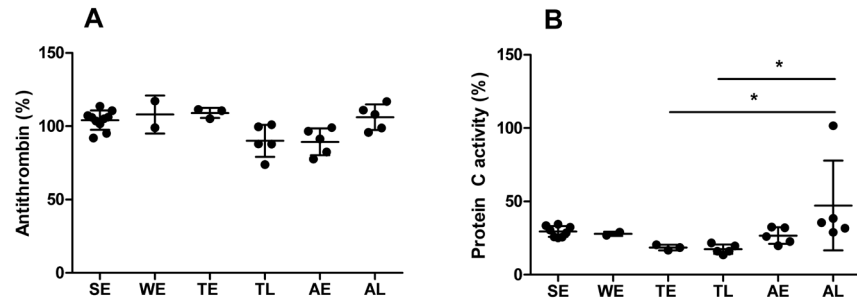 A
Antithrombin (%)
150
100
50
0
SE WE TE TL AE AL
B
Protein C activity (%)
150
100
50
0
*
*
SE WE TE TL AE AL